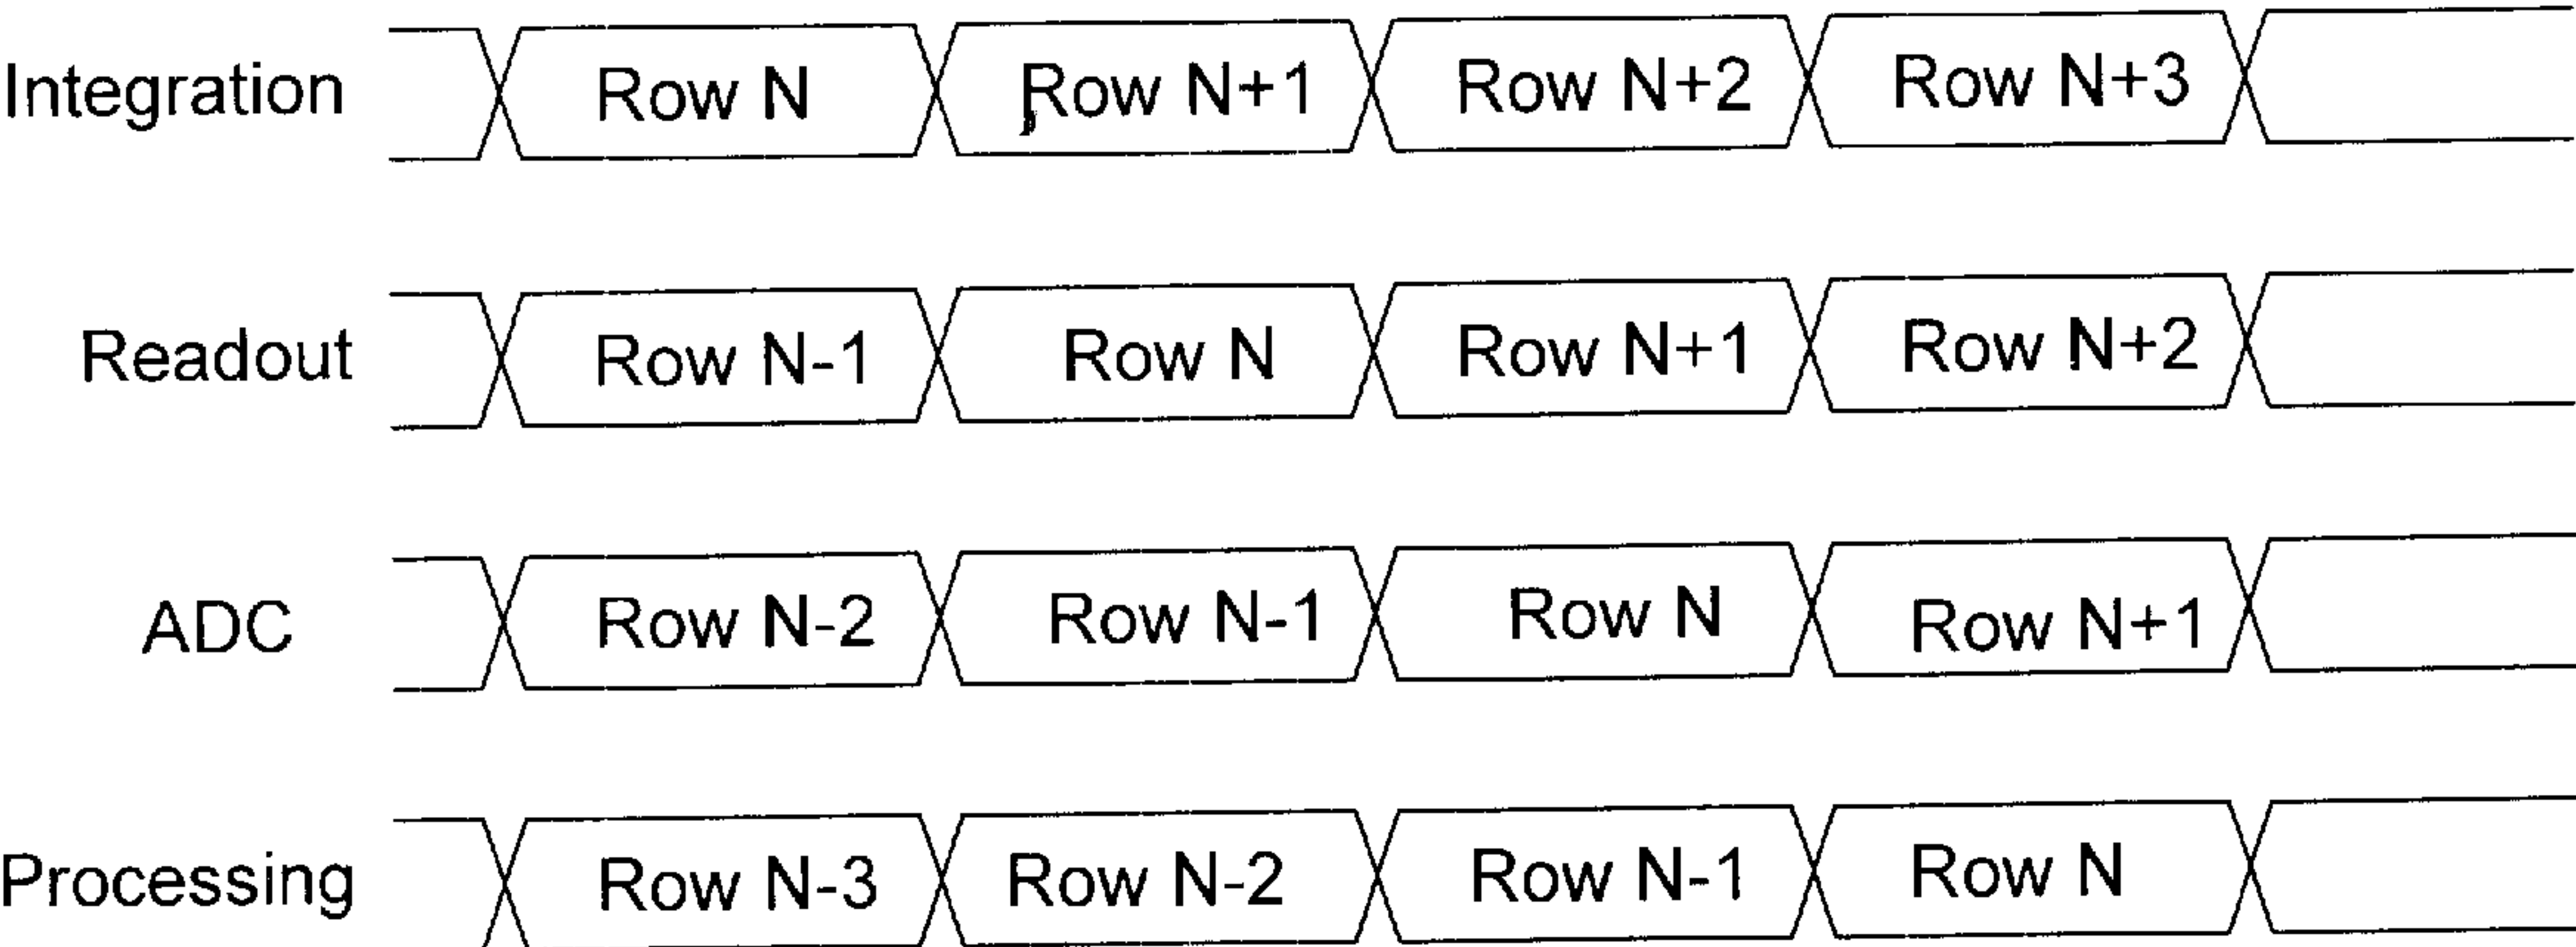 Integration Row N Row N+1 Row N+2 Row N+3
Readout Row N-1 Row N Row N+1 Row N+2
ADC Row N-2 Row N-1 Row N Row N+1
Processing Row N-3 Row N-2 Row N-1 Row N